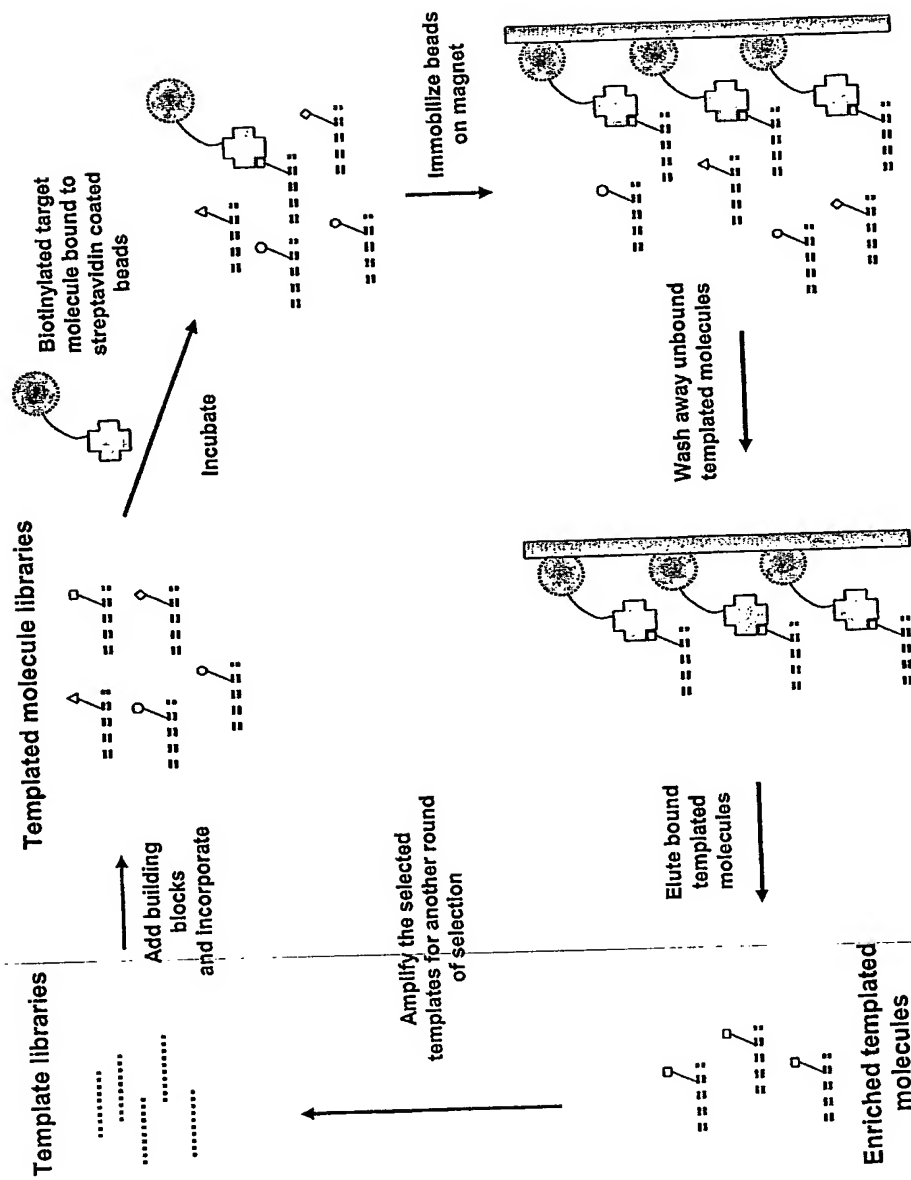 Template libraries
Add building
blocks
and incorporate
Templated molecule libraries
Incubate
Biotinylated target
molecule bound to
streptavidin coated
beads
Immobilize beads
on magnet
Wash away unbound
templated molecules
Elute bound
templated
molecules
Enriched templated
molecules
Amplify the selected
templates for another round
of selection